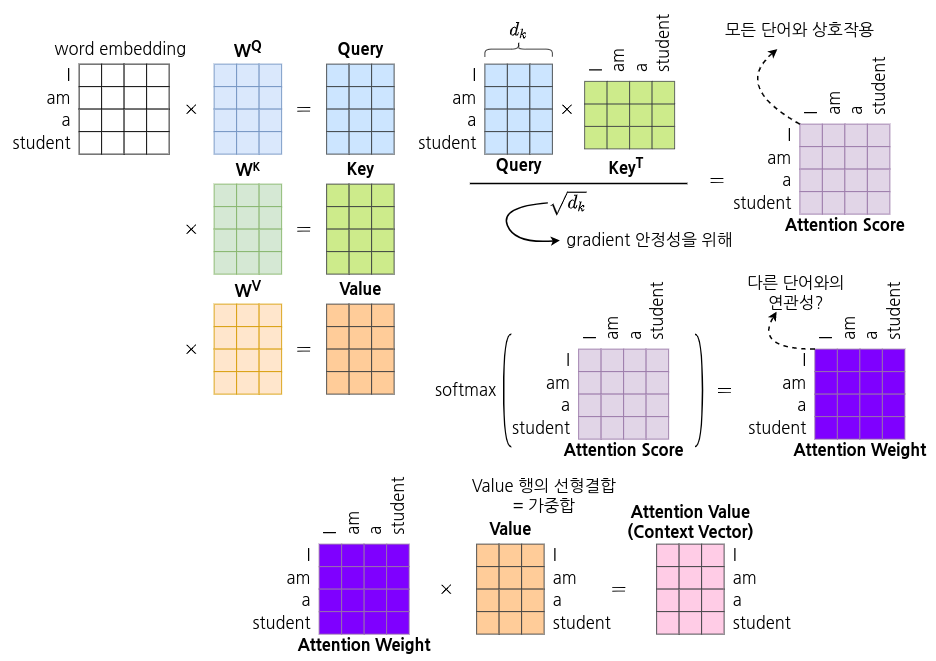 word embedding
W^Q
Query
I
am
a
student
×
=
W^K
Key
×
=
W^V
Value
×
=
d_k
I
am
a
student
I
am
a
student
×
Query
Key^T
√d_k
gradient 안정성을 위해
=
모든 단어와 상호작용
I
am
a
student
I
am
a
student
Attention Score
softmax
I
am
a
student
I
am
a
student
Attention Score
=
다른 단어와의
연관성?
I
am
a
student
I
am
a
student
Attention Weight
I
am
a
student
I
am
a
student
Attention Weight
×
Value 행의 선형결합
= 가중합
Value
I
am
a
student
=
Attention Value
(Context Vector)
I
am
a
student